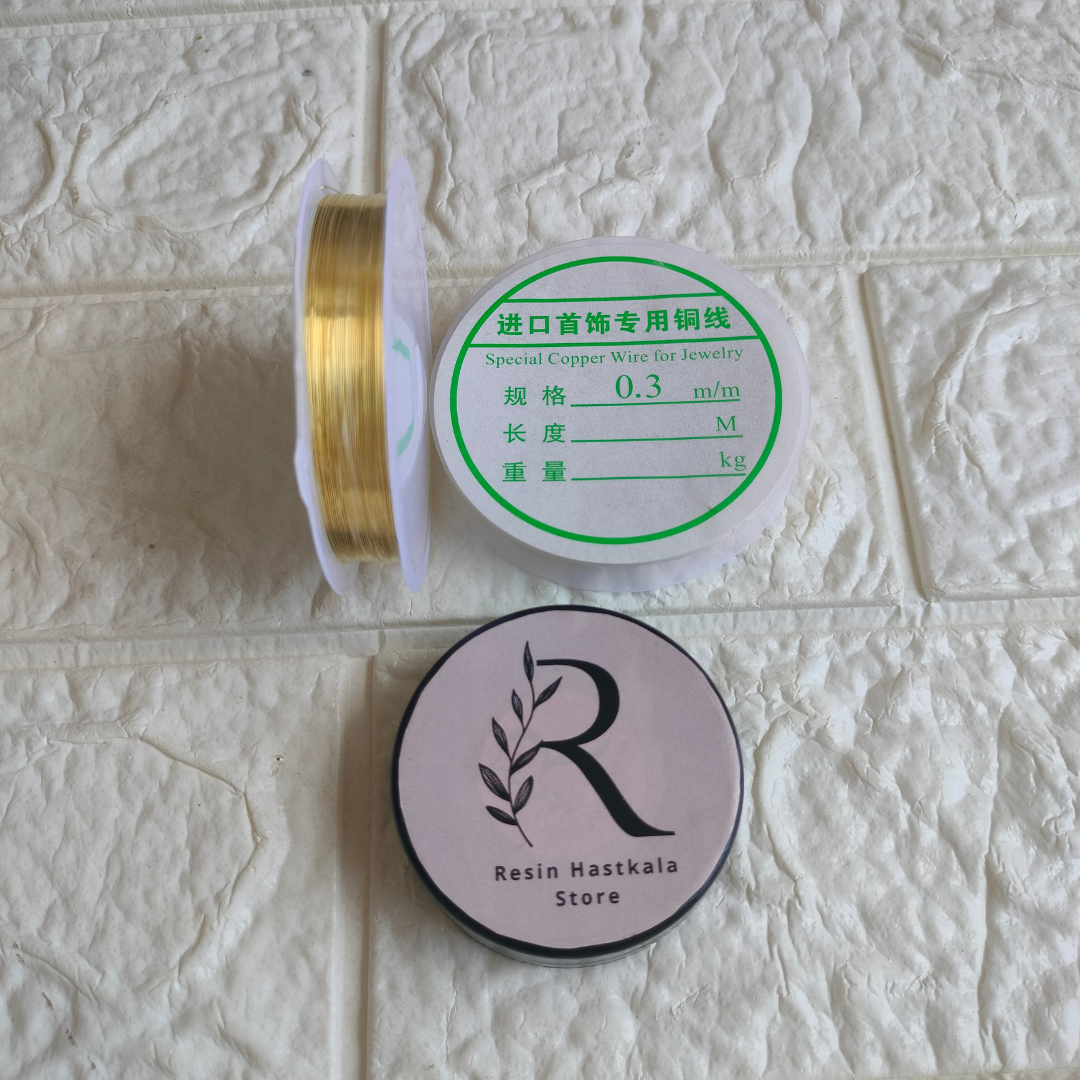 进口首饰专用铜线
Special Copper Wire for Jewelry
规 格 0.3 m/m
长 度 M
重 量 kg
R
Resin Hastkala
Store